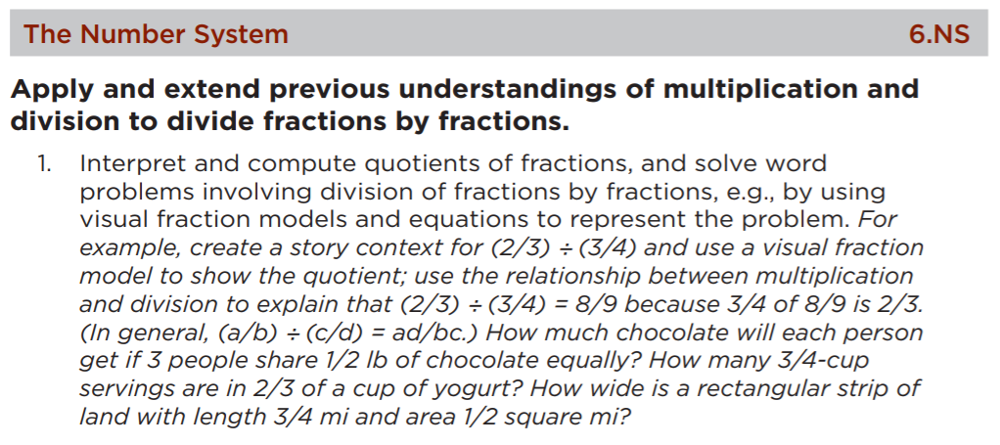 The Number System 6.NS
Apply and extend previous understandings of multiplication and
division to divide fractions by fractions.
1. Interpret and compute quotients of fractions, and solve word
problems involving division of fractions by fractions, e.g., by using
visual fraction models and equations to represent the problem. For
example, create a story context for (2/3) ÷ (3/4) and use a visual fraction
model to show the quotient; use the relationship between multiplication
and division to explain that (2/3) ÷ (3/4) = 8/9 because 3/4 of 8/9 is 2/3.
(In general, (a/b) ÷ (c/d) = ad/bc.) How much chocolate will each person
get if 3 people share 1/2 lb of chocolate equally? How many 3/4-cup
servings are in 2/3 of a cup of yogurt? How wide is a rectangular strip of
land with length 3/4 mi and area 1/2 square mi?